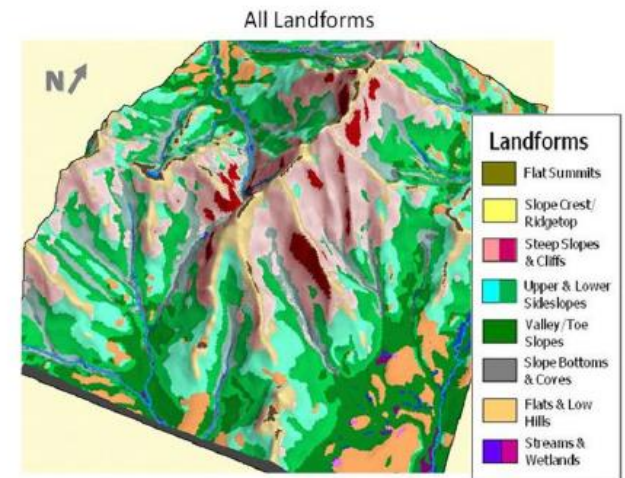 All Landforms
N
Landforms
Flat Summits
Slope Crest/
Ridgetop
Steep Slopes
& Cliffs
Upper & Lower
Sideslopes
Valley/Toe
Slopes
Slope Bottoms
& Coves
Flats & Low
Hills
Streams &
Wetlands